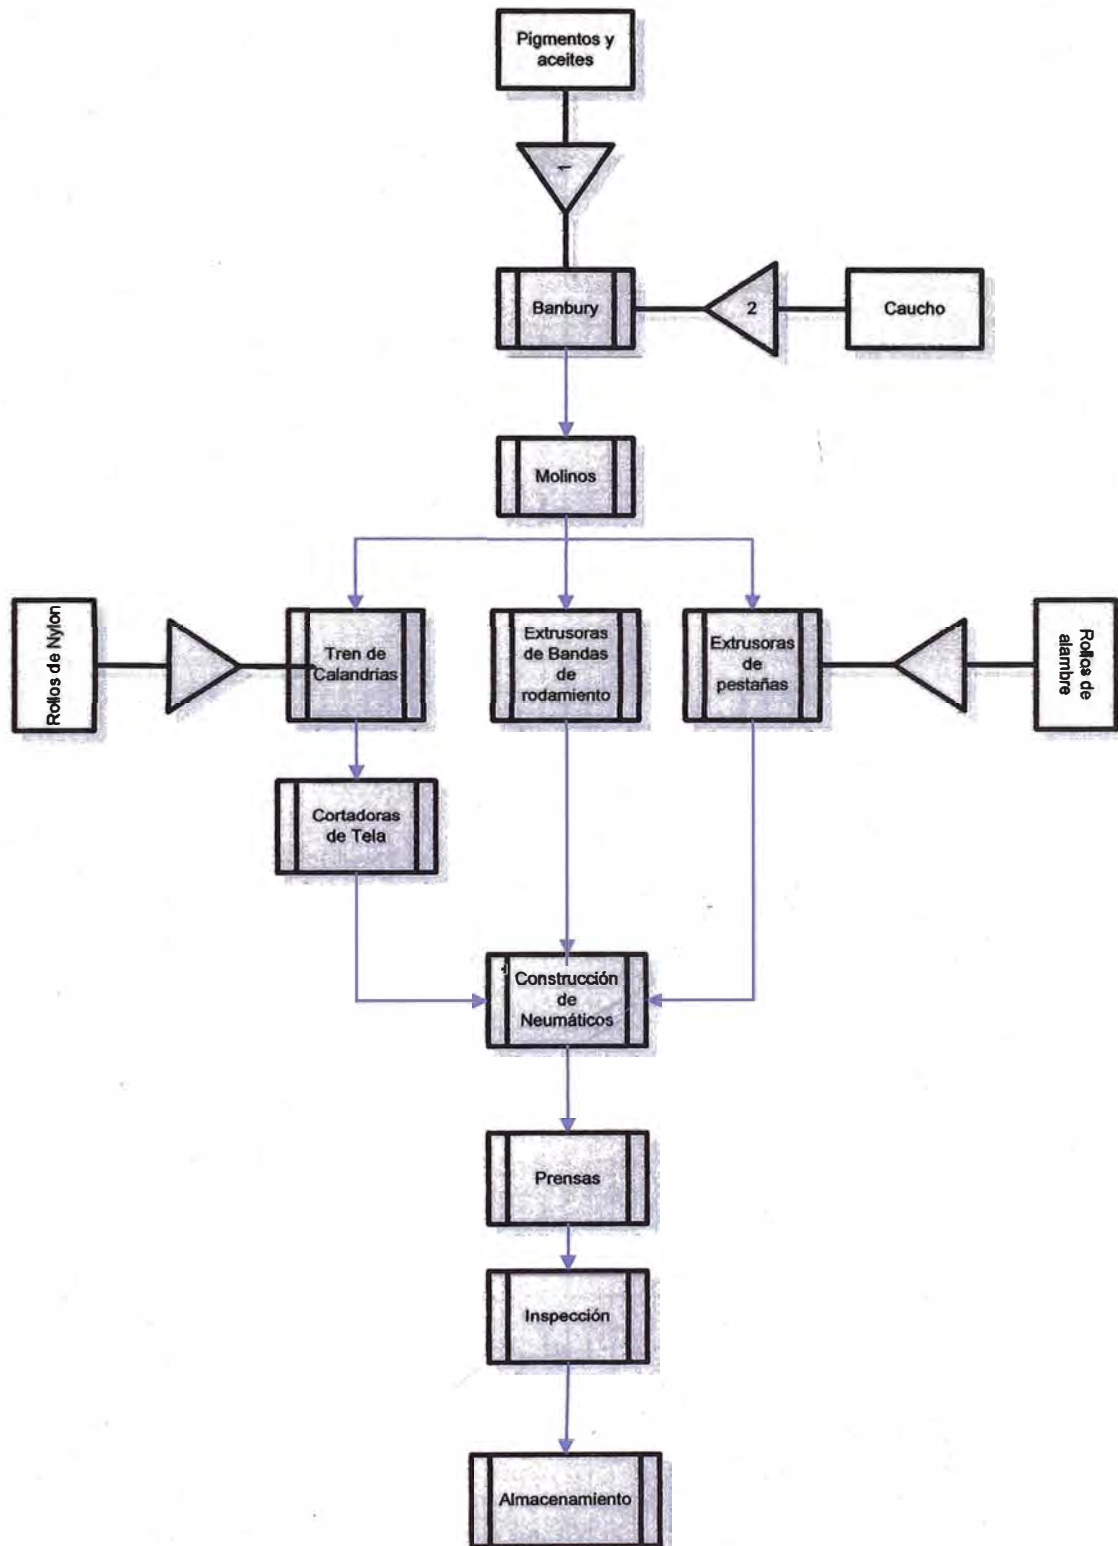 Pigmentos y
aceites
1
Banbury
2
Caucho
Molinos
Rollos de Nylon
Tren de
Calandrias
Extrusoras
de Bandas
de
rodamiento
Extrusoras
de
pestañas
Rollos de
alambre
Cortadoras
de Tela
Construcción
de
Neumáticos
Prensas
Inspección
Almacenamiento